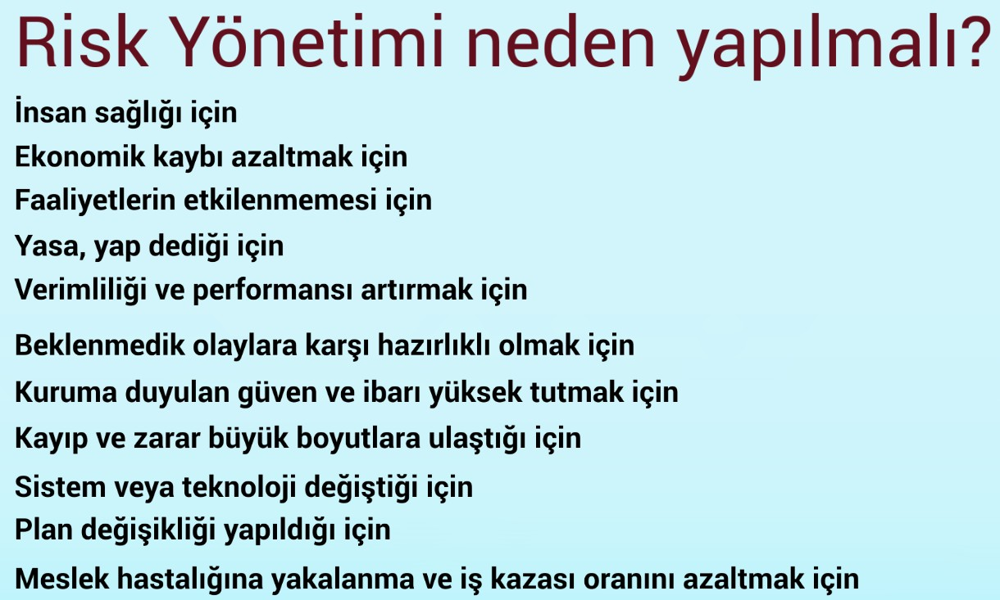 Risk Yönetimi neden yapılmalı?
İnsan sağlığı için
Ekonomik kaybı azaltmak için
Faaliyetlerin etkilenmemesi için
Yasa, yap dediği için
Verimliliği ve performansı artırmak için
Beklenmedik olaylara karşı hazırlıklı olmak için
Kuruma duyulan güven ve ibarı yüksek tutmak için
Kayıp ve zarar büyük boyutlara ulaştığı için
Sistem veya teknoloji değiştiği için
Plan değişikliği yapıldığı için
Meslek hastalığına yakalanma ve iş kazası oranını azaltmak için